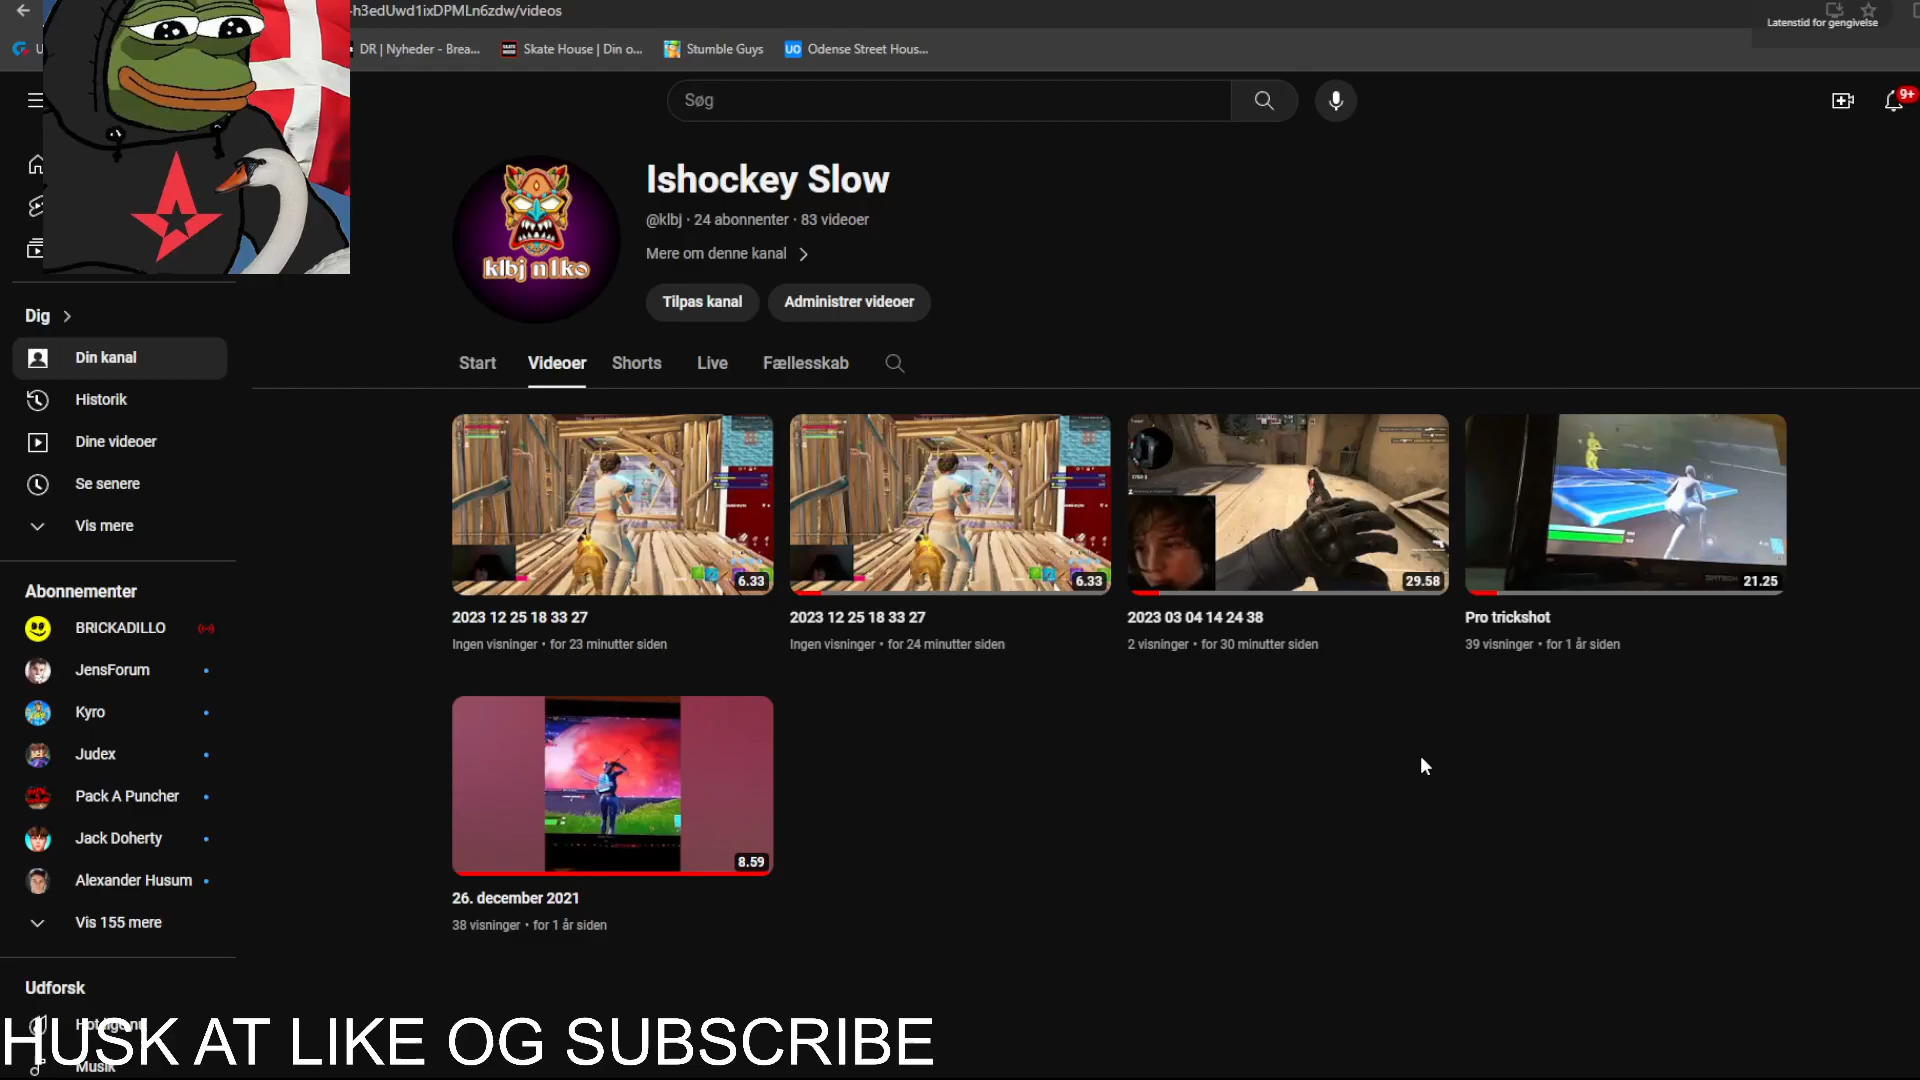 -h3edUwd1ixDPMLn6zdw/videos
Latenstid for gengivelse
DR | Nyheder - Brea...
Skate House | Din o...
Stumble Guys
UO Odense Street Hous...
Søg
9+
Ishockey Slow
@klbj · 24 abonnenter · 83 videoer
Mere om denne kanal
klbj n1ko
Tilpas kanal
Administrer videoer
Dig
Din kanal
Historik
Dine videoer
Se senere
Vis mere
Start
Videoer
Shorts
Live
Fællesskab
6.33
2023 12 25 18 33 27
Ingen visninger • for 23 minutter siden
6.33
2023 12 25 18 33 27
Ingen visninger • for 24 minutter siden
29.58
2023 03 04 14 24 38
2 visninger • for 30 minutter siden
21.25
Pro trickshot
39 visninger • for 1 år siden
8.59
26. december 2021
38 visninger • for 1 år siden
Abonnementer
BRICKADILLO
JensForum
Kyro
Judex
Pack A Puncher
Jack Doherty
Alexander Husum
Vis 155 mere
Udforsk
HUSK AT LIKE OG SUBSCRIBE
Musik